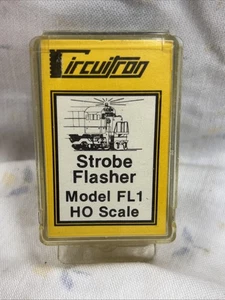 Circuitron
Strobe
Flasher
Model FL1
HO Scale